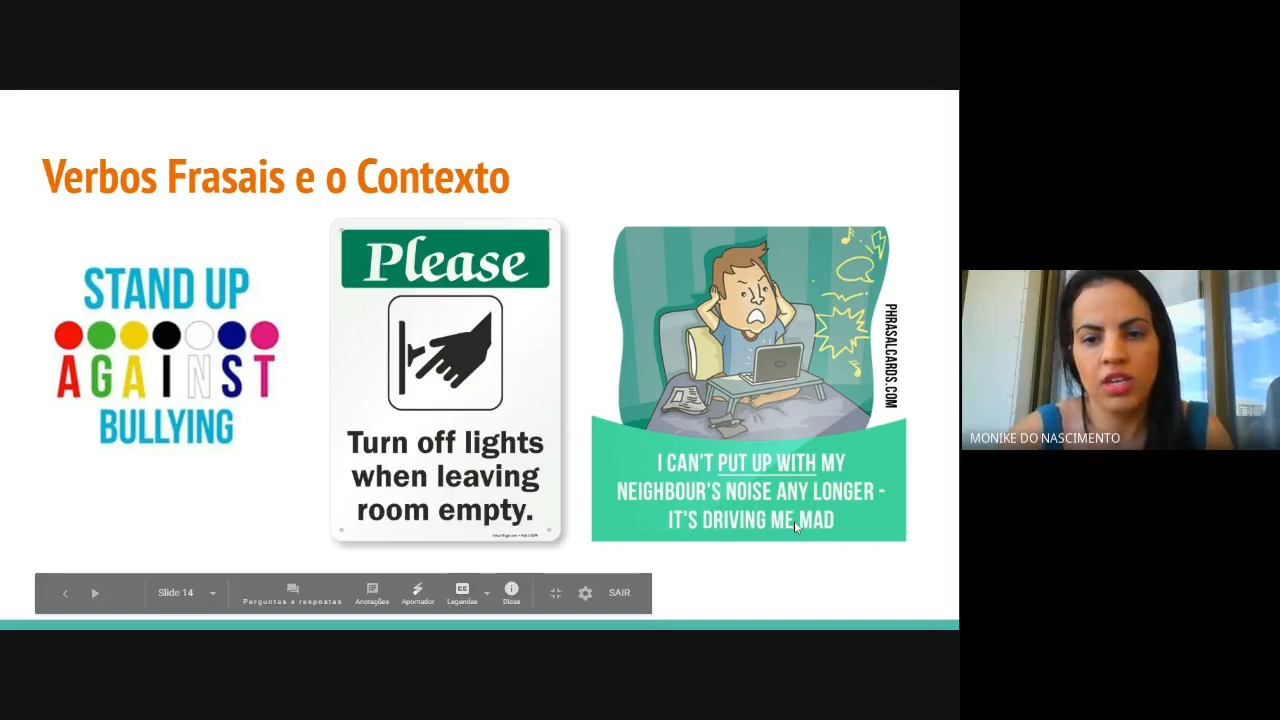 Verbos Frasais e o Contexto
STAND UP
AGAINST
BULLYING
Please
Turn off lights
when leaving
room empty.
I CAN'T PUT UP WITH MY
NEIGHBOUR'S NOISE ANY LONGER -
IT'S DRIVING ME MAD
PHRASALCARDS.COM
MONIKE DO NASCIMENTO
Slide 14
Perguntas e respostas
Anotações
Apontador
Legendas
Dicas
SAIR